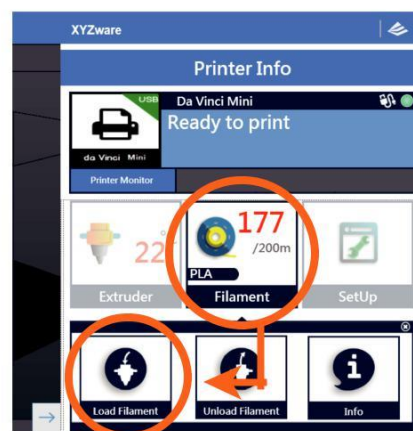 XYZware
Printer Info
USB
Da Vinci Mini
Ready to print
da Vinci Mini
Printer Monitor
22°
177
/200m
PLA
Extruder
Filament
SetUp
Load Filament
Unload Filament
Info